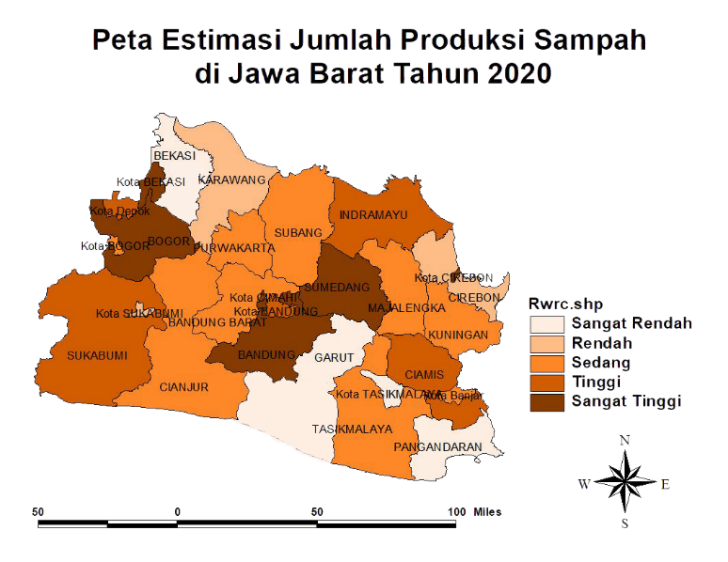 Peta Estimasi Jumlah Produksi Sampah
di Jawa Barat Tahun 2020
BEKASI
Kota BEKASI
KARAWANG
Kota Depok
INDRAMAYU
SUBANG
Kota BOGOR
BOGOR
PURWAKARTA
Kota CIREBON
SUMEDANG
CIREBON
Kota CIMAHI
Kota SUKABUMI
Kota BANDUNG
MAJALENGKA
BANDUNG BARAT
KUNINGAN
SUKABUMI
BANDUNG
GARUT
CIAMIS
CIANJUR
Kota TASIKMALAYA
Kota Banjar
TASIKMALAYA
PANGANDARAN
Rwrc.shp
Sangat Rendah
Rendah
Sedang
Tinggi
Sangat Tinggi
N
W E
S
50 0 50 100 Miles